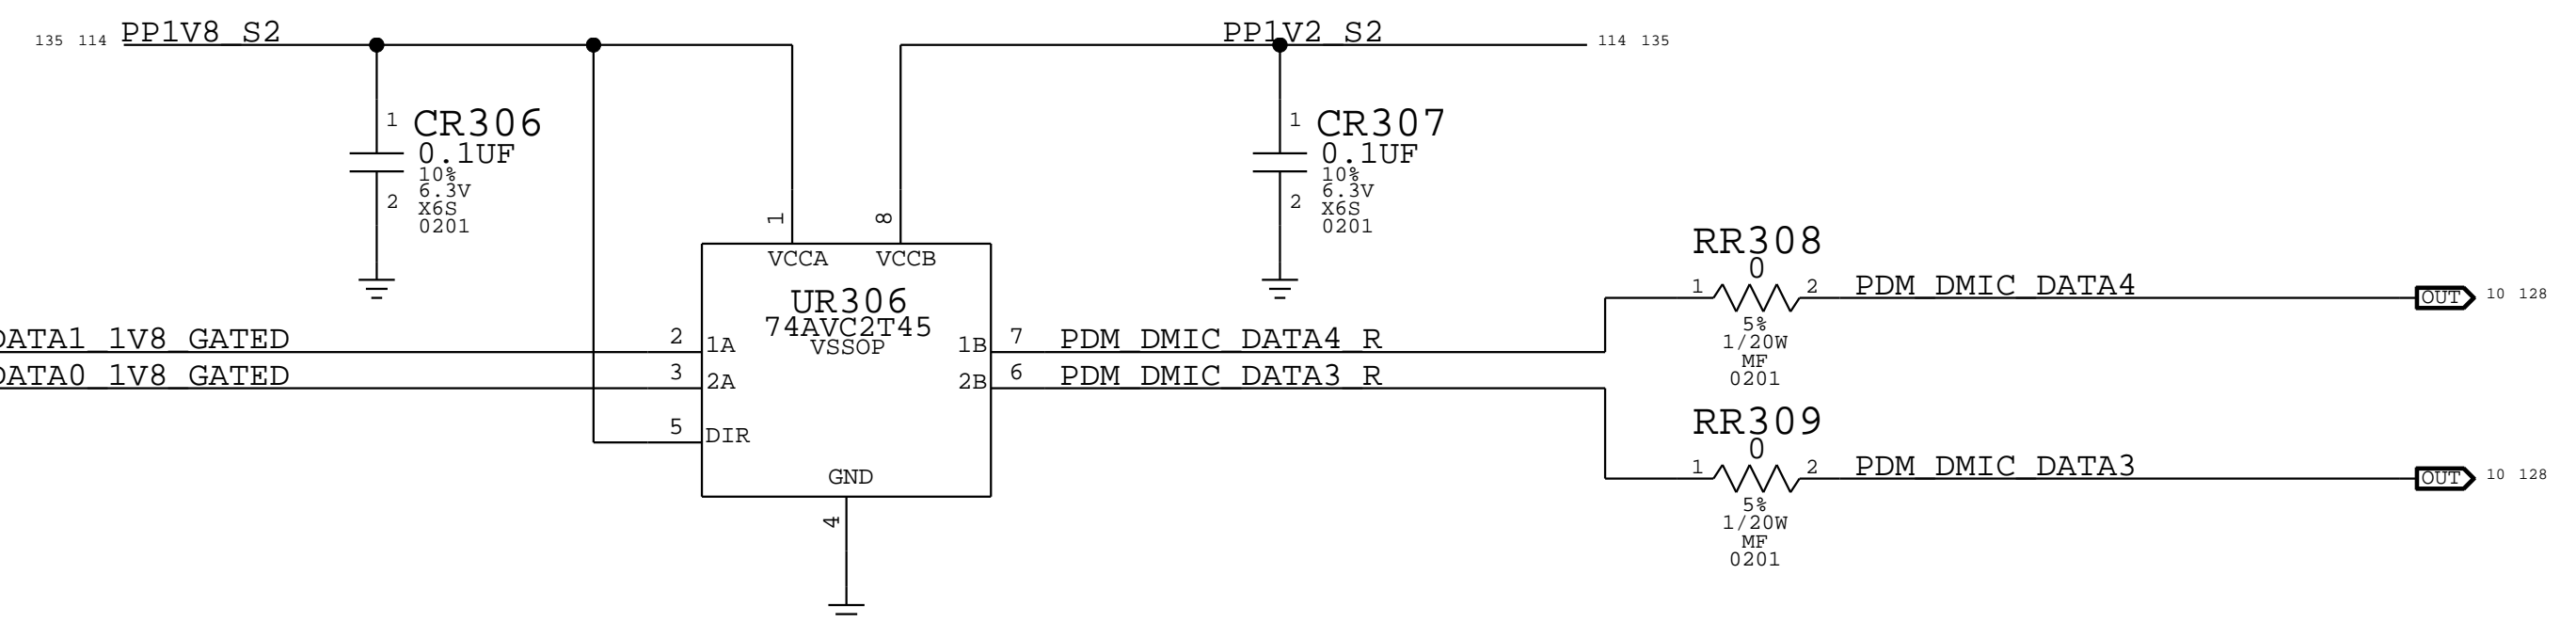 135 114 PP1V8_S2
PP1V2_S2 114 135
1 CR306
0.1UF
10%
6.3V
2 X6S
0201
1 CR307
0.1UF
10%
6.3V
2 X6S
0201
1 8
VCCA VCCB
UR306
74AVC2T45
VSSOP
DATA1_1V8_GATED 2 1A
1B 7 PDM_DMIC_DATA4_R
DATA0_1V8_GATED 3 2A
2B 6 PDM_DMIC_DATA3_R
5 DIR
GND
4
RR308
0
1 2 PDM_DMIC_DATA4 OUT 10 128
5%
1/20W
MF
0201
RR309
0
1 2 PDM_DMIC_DATA3 OUT 10 128
5%
1/20W
MF
0201